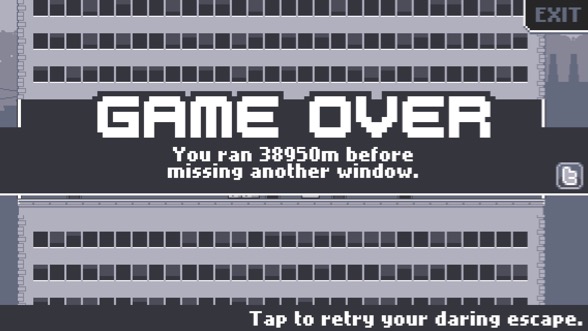 EXIT
GAME OVER
You ran 38950m before
missing another window.
Tap to retry your daring escape.